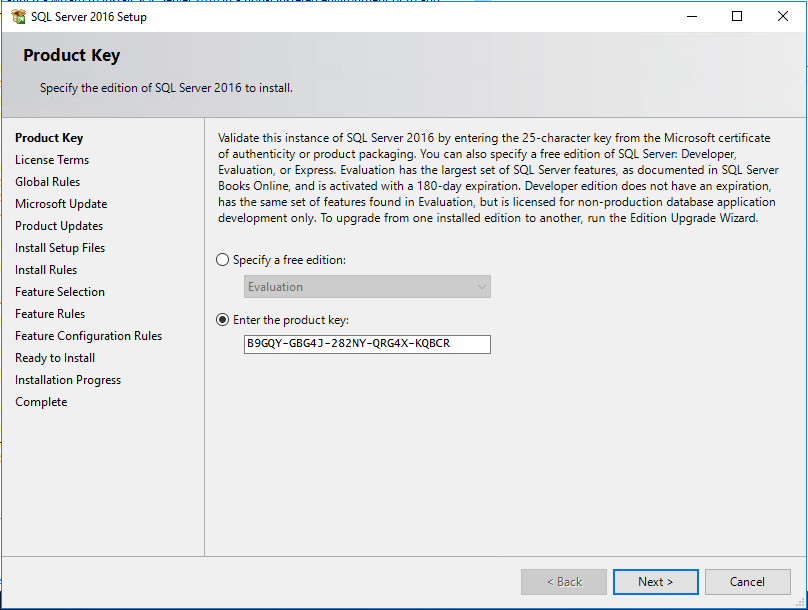 SQL Server 2016 Setup
Product Key
Specify the edition of SQL Server 2016 to install.
Product Key
License Terms
Global Rules
Microsoft Update
Product Updates
Install Setup Files
Install Rules
Feature Selection
Feature Rules
Feature Configuration Rules
Ready to Install
Installation Progress
Complete
Validate this instance of SQL Server 2016 by entering the 25-character key from the Microsoft certificate
of authenticity or product packaging. You can also specify a free edition of SQL Server: Developer,
Evaluation, or Express. Evaluation has the largest set of SQL Server features, as documented in SQL Server
Books Online, and is activated with a 180-day expiration. Developer edition does not have an expiration,
has the same set of features found in Evaluation, but is licensed for non-production database application
development only. To upgrade from one installed edition to another, run the Edition Upgrade Wizard.
Specify a free edition:
Evaluation
Enter the product key:
B9GQY-GBG4J-282NY-QRG4X-KQBCR
< Back
Next >
Cancel